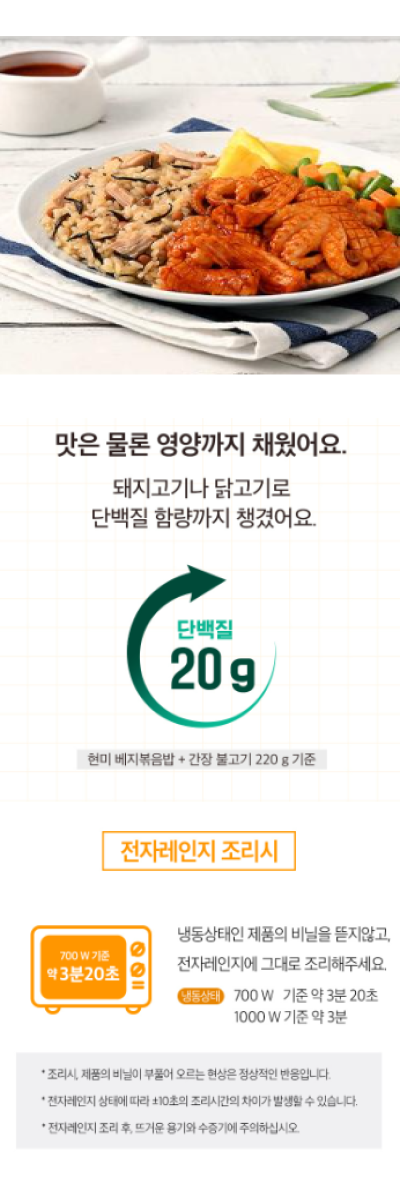 맛은 물론 영양까지 채웠어요.
돼지고기나 닭고기로
단백질 함량까지 챙겼어요.
단백질
20 g
현미 베지볶음밥 + 간장 불고기 220 g 기준
전자레인지 조리시
700 W 기준
약 3분20초
냉동상태인 제품의 비닐을 뜯지않고,
전자레인지에 그대로 조리해주세요.
냉동상태 700 W 기준 약 3분 20초
1000 W 기준 약 3분
* 조리시, 제품의 비닐이 부풀어 오르는 현상은 정상적인 반응입니다.
* 전자레인지 상태에 따라 ±10초의 조리시간의 차이가 발생할 수 있습니다.
* 전자레인지 조리 후, 뜨거운 용기와 수증기에 주의하십시오.